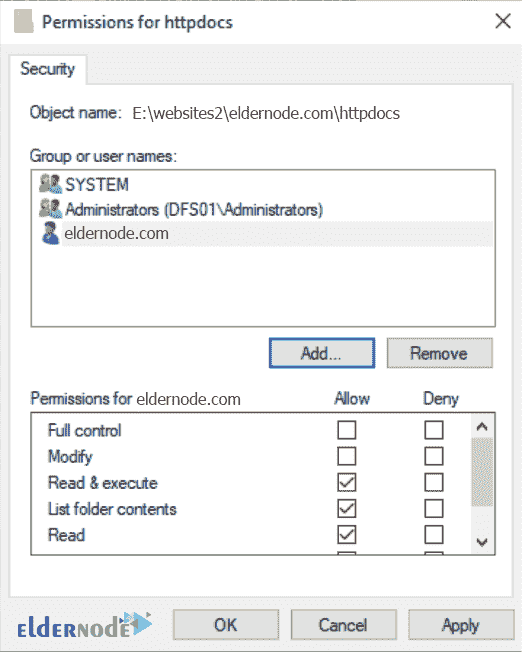 Permissions for httpdocs
Security
Object name: E:\websites2\eldernode.com\httpdocs
Group or user names:
SYSTEM
Administrators (DFS01\Administrators)
eldernode.com
Add... Remove
Permissions for eldernode.com Allow Deny
Full control
Modify
Read & execute
List folder contents
Read
eldernode OK Cancel Apply